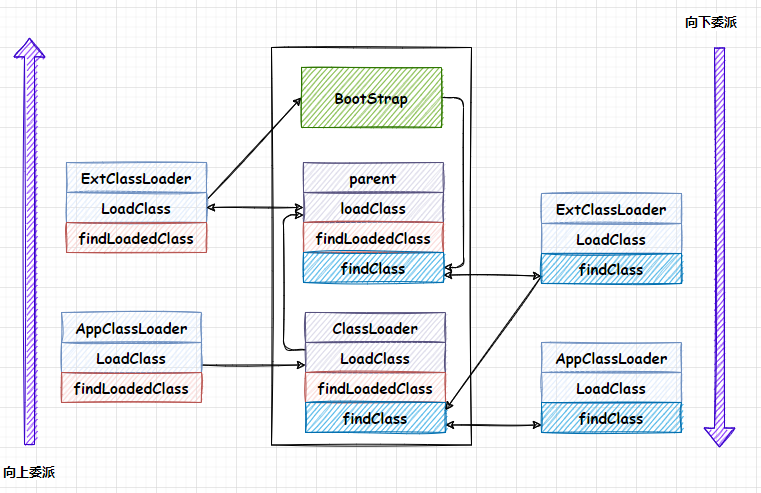 向下委派
BootStrap
ExtClassLoader
LoadClass
findLoadedClass
parent
loadClass
findLoadedClass
findClass
ExtClassLoader
LoadClass
findClass
AppClassLoader
LoadClass
findLoadedClass
ClassLoader
LoadClass
findLoadedClass
findClass
AppClassLoader
LoadClass
findClass
向上委派